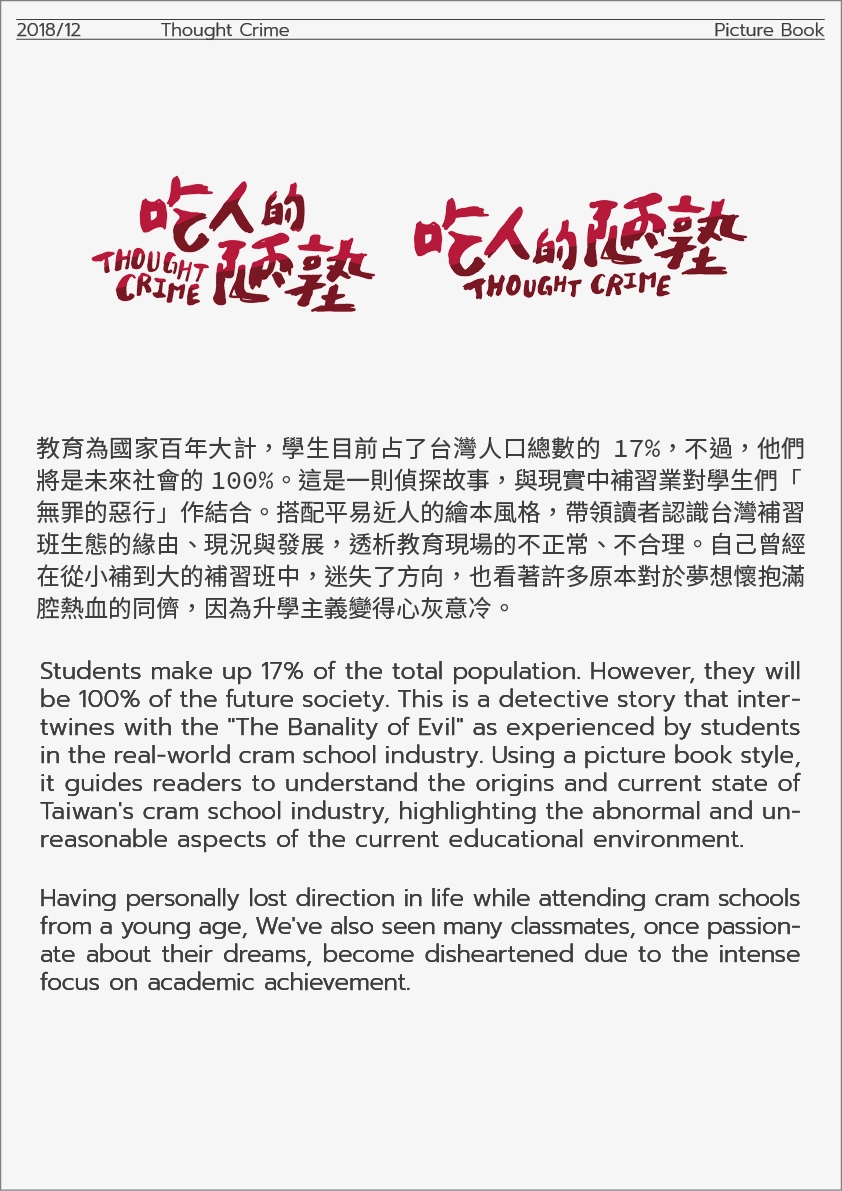 2018/12 Thought Crime Picture Book
吃人的
THOUGHT
CRIME
陋塾
吃人的陋塾
THOUGHT CRIME
教育為國家百年大計，學生目前占了台灣人口總數的 17%，不過，他們
將是未來社會的 100%。這是一則偵探故事，與現實中補習業對學生們「
無罪的惡行」作結合。搭配平易近人的繪本風格，帶領讀者認識台灣補習
班生態的緣由、現況與發展，透析教育現場的不正常、不合理。自己曾經
在從小補到大的補習班中，迷失了方向，也看著許多原本對於夢想懷抱滿
腔熱血的同儕，因為升學主義變得心灰意冷。
Students make up 17% of the total population. However, they will
be 100% of the future society. This is a detective story that inter-
twines with the "The Banality of Evil" as experienced by students
in the real-world cram school industry. Using a picture book style,
it guides readers to understand the origins and current state of
Taiwan's cram school industry, highlighting the abnormal and un-
reasonable aspects of the current educational environment.
Having personally lost direction in life while attending cram schools
from a young age, We've also seen many classmates, once passion-
ate about their dreams, become disheartened due to the intense
focus on academic achievement.